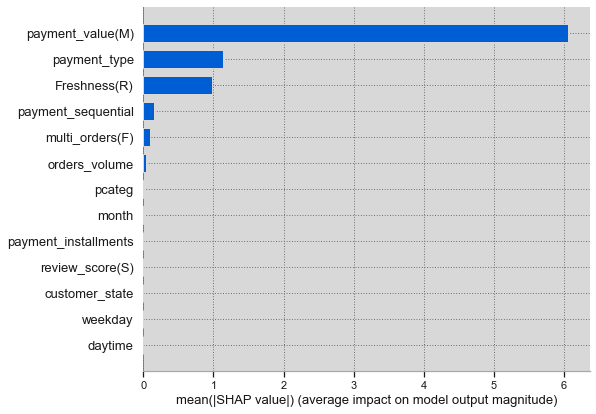 payment_value(M)
payment_type
Freshness(R)
payment_sequential
multi_orders(F)
orders_volume
pcateg
month
payment_installments
review_score(S)
customer_state
weekday
daytime
0 1 2 3 4 5 6
mean(|SHAP value|) (average impact on model output magnitude)